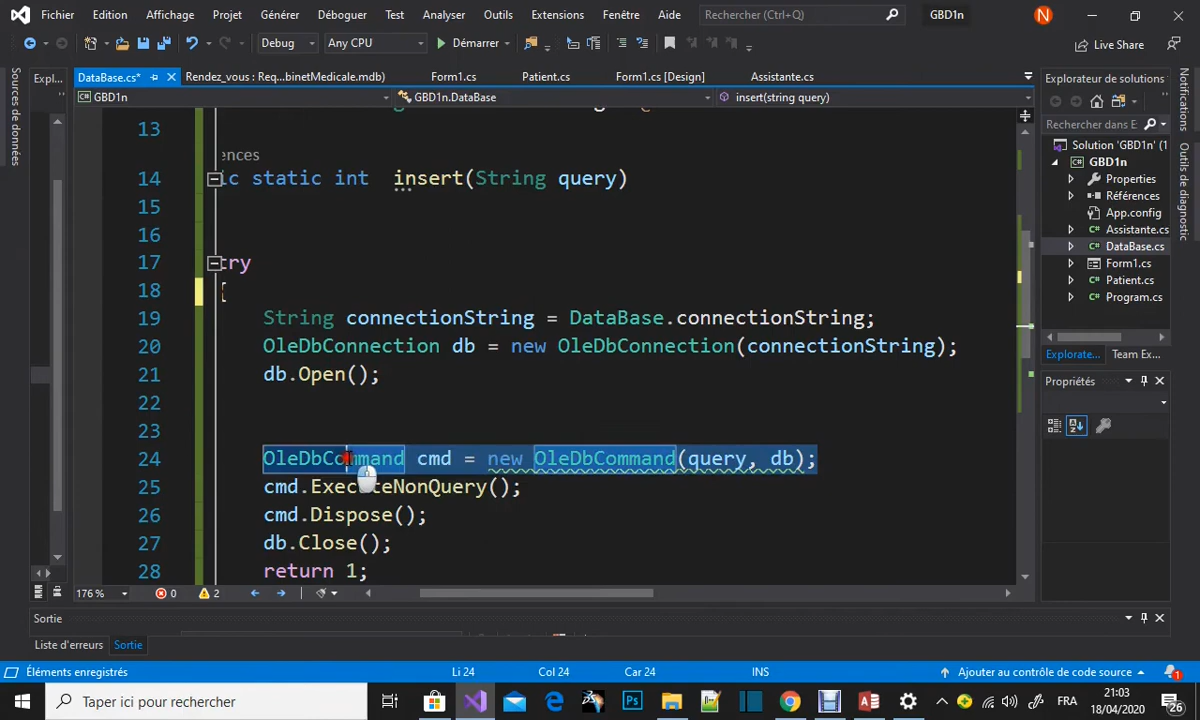 Fichier Edition Affichage Projet Générer Déboguer Test Analyser Outils Extensions Fenêtre Aide Rechercher (Ctrl+Q) GBD1n N
Debug Any CPU Démarrer Live Share
DataBase.cs* Rendez_vous : Req...binetMedicale.mdb) Form1.cs Patient.cs Form1.cs [Design] Assistante.cs
GBD1n GBD1n.DataBase insert(string query)
Sources de données
Expl...
13
ences
14 ic static int insert(String query)
15
16
17 try
18 {
19 String connectionString = DataBase.connectionString;
20 OleDbConnection db = new OleDbConnection(connectionString);
21 db.Open();
22
23
24 OleDbCommand cmd = new OleDbCommand(query, db);
25 cmd.ExecuteNonQuery();
26 cmd.Dispose();
27 db.Close();
28 return 1;
176 % 0 2
Explorateur de solutions
Rechercher dans E
Solution 'GBD1n' (1
GBD1n
Properties
Références
App.config
Assistante.cs
DataBase.cs
Form1.cs
Patient.cs
Program.cs
Explorate... Team Ex...
Propriétés
Notifications
Outils de diagnostic
Sortie
Liste d'erreurs Sortie
Éléments enregistrés Li 24 Col 24 Car 24 INS Ajouter au contrôle de code source 1
Taper ici pour rechercher Ps FRA 21:03 18/04/2020 26